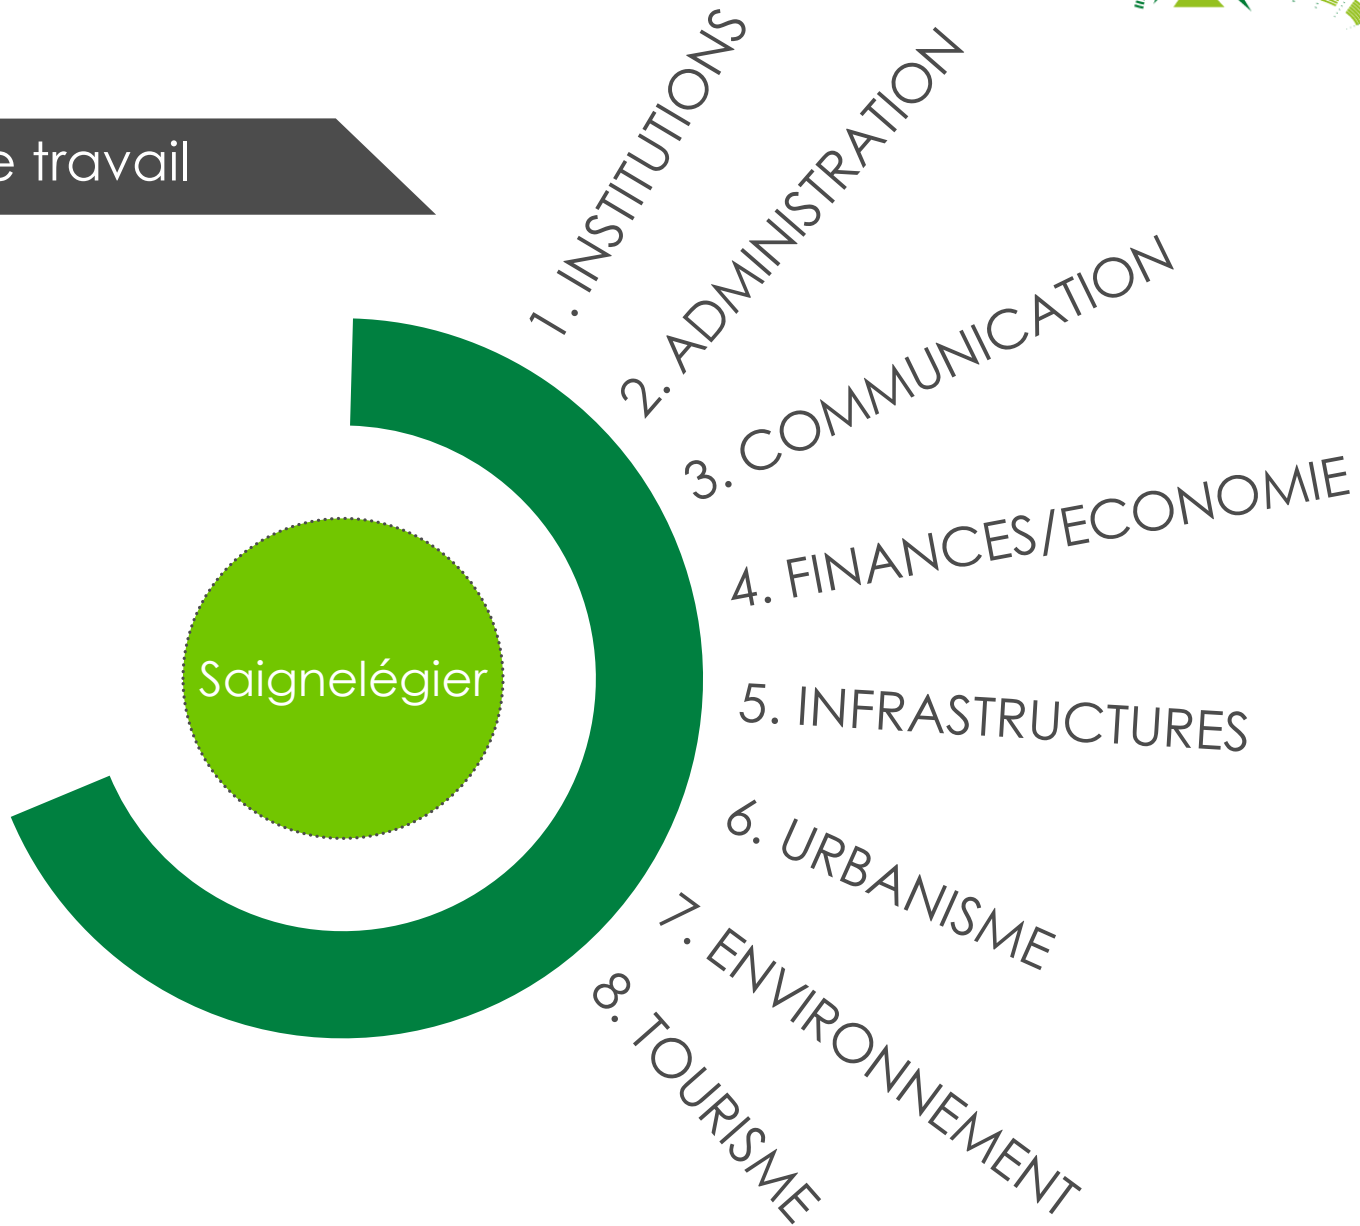 e travail
1. INSTITUTIONS
2. ADMINISTRATION
3. COMMUNICATION
4. FINANCES/ECONOMIE
5. INFRASTRUCTURES
6. URBANISME
7. ENVIRONNEMENT
8. TOURISME
Saignelégier